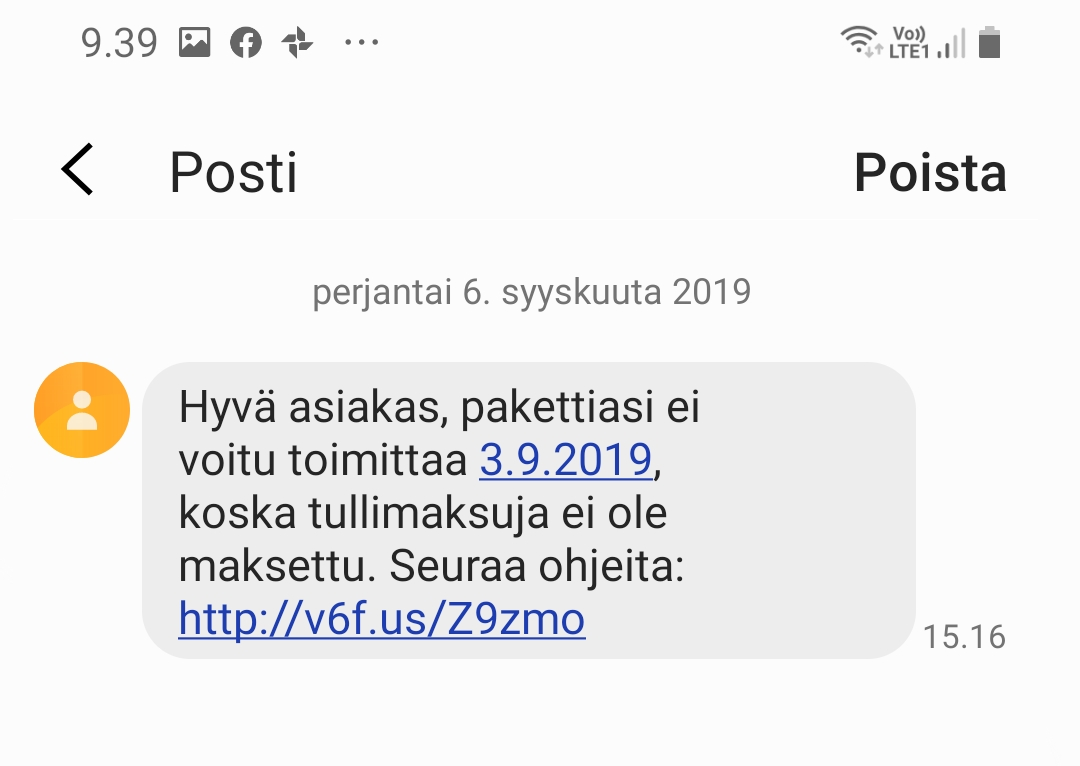 9.39 ... Vo)) LTE1
Posti Poista
perjantai 6. syyskuuta 2019
Hyvä asiakas, pakettiasi ei
voitu toimittaa 3.9.2019,
koska tullimaksuja ei ole
maksettu. Seuraa ohjeita:
http://v6f.us/Z9zmo
15.16